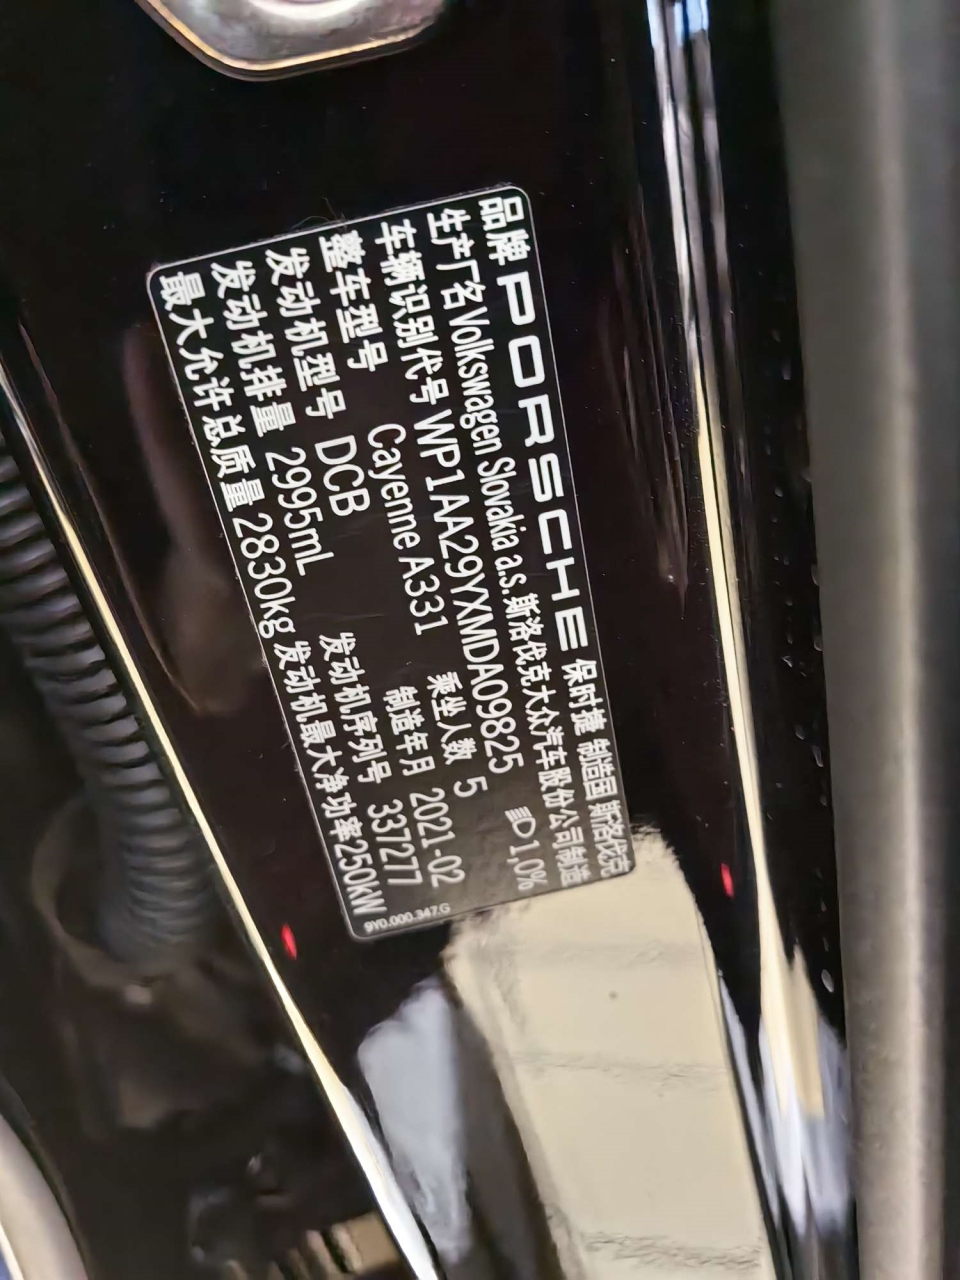 品牌 PORSCHE 保时捷 制造国 斯洛伐克
生产厂名 Volkswagen Slovakia a.s. 斯洛伐克大众汽车股份公司制造
车辆识别代号 WP1AA29YXMDA09825 1,0%
整车型号 Cayenne A331 乘坐人数 5
发动机型号 DCB 制造年月 2021-02
发动机排量 2995mL 发动机序列号 337277
最大允许总质量 2830kg 发动机最大净功率250kW
9Y0.000.347.G